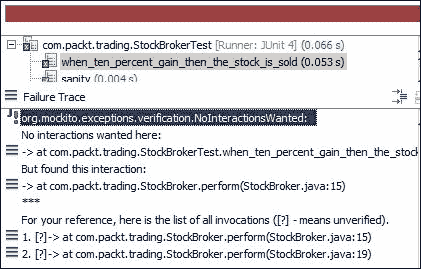 com.packt.trading.StockBrokerTest [Runner: JUnit 4] (0.066 s)
when_ten_percent_gain_then_the_stock_is_sold (0.053 s)
sanity (0.004 s)
Failure Trace
org.mockito.exceptions.verification.NoInteractionsWanted:
No interactions wanted here:
-> at com.packt.trading.StockBrokerTest.when_ten_percent_gain_then_the_stock
But found this interaction:
-> at com.packt.trading.StockBroker.perform(StockBroker.java:15)
***
For your reference, here is the list of all invocations ([?] - means unverified).
1. [?]-> at com.packt.trading.StockBroker.perform(StockBroker.java:15)
2. [?]-> at com.packt.trading.StockBroker.perform(StockBroker.java:19)